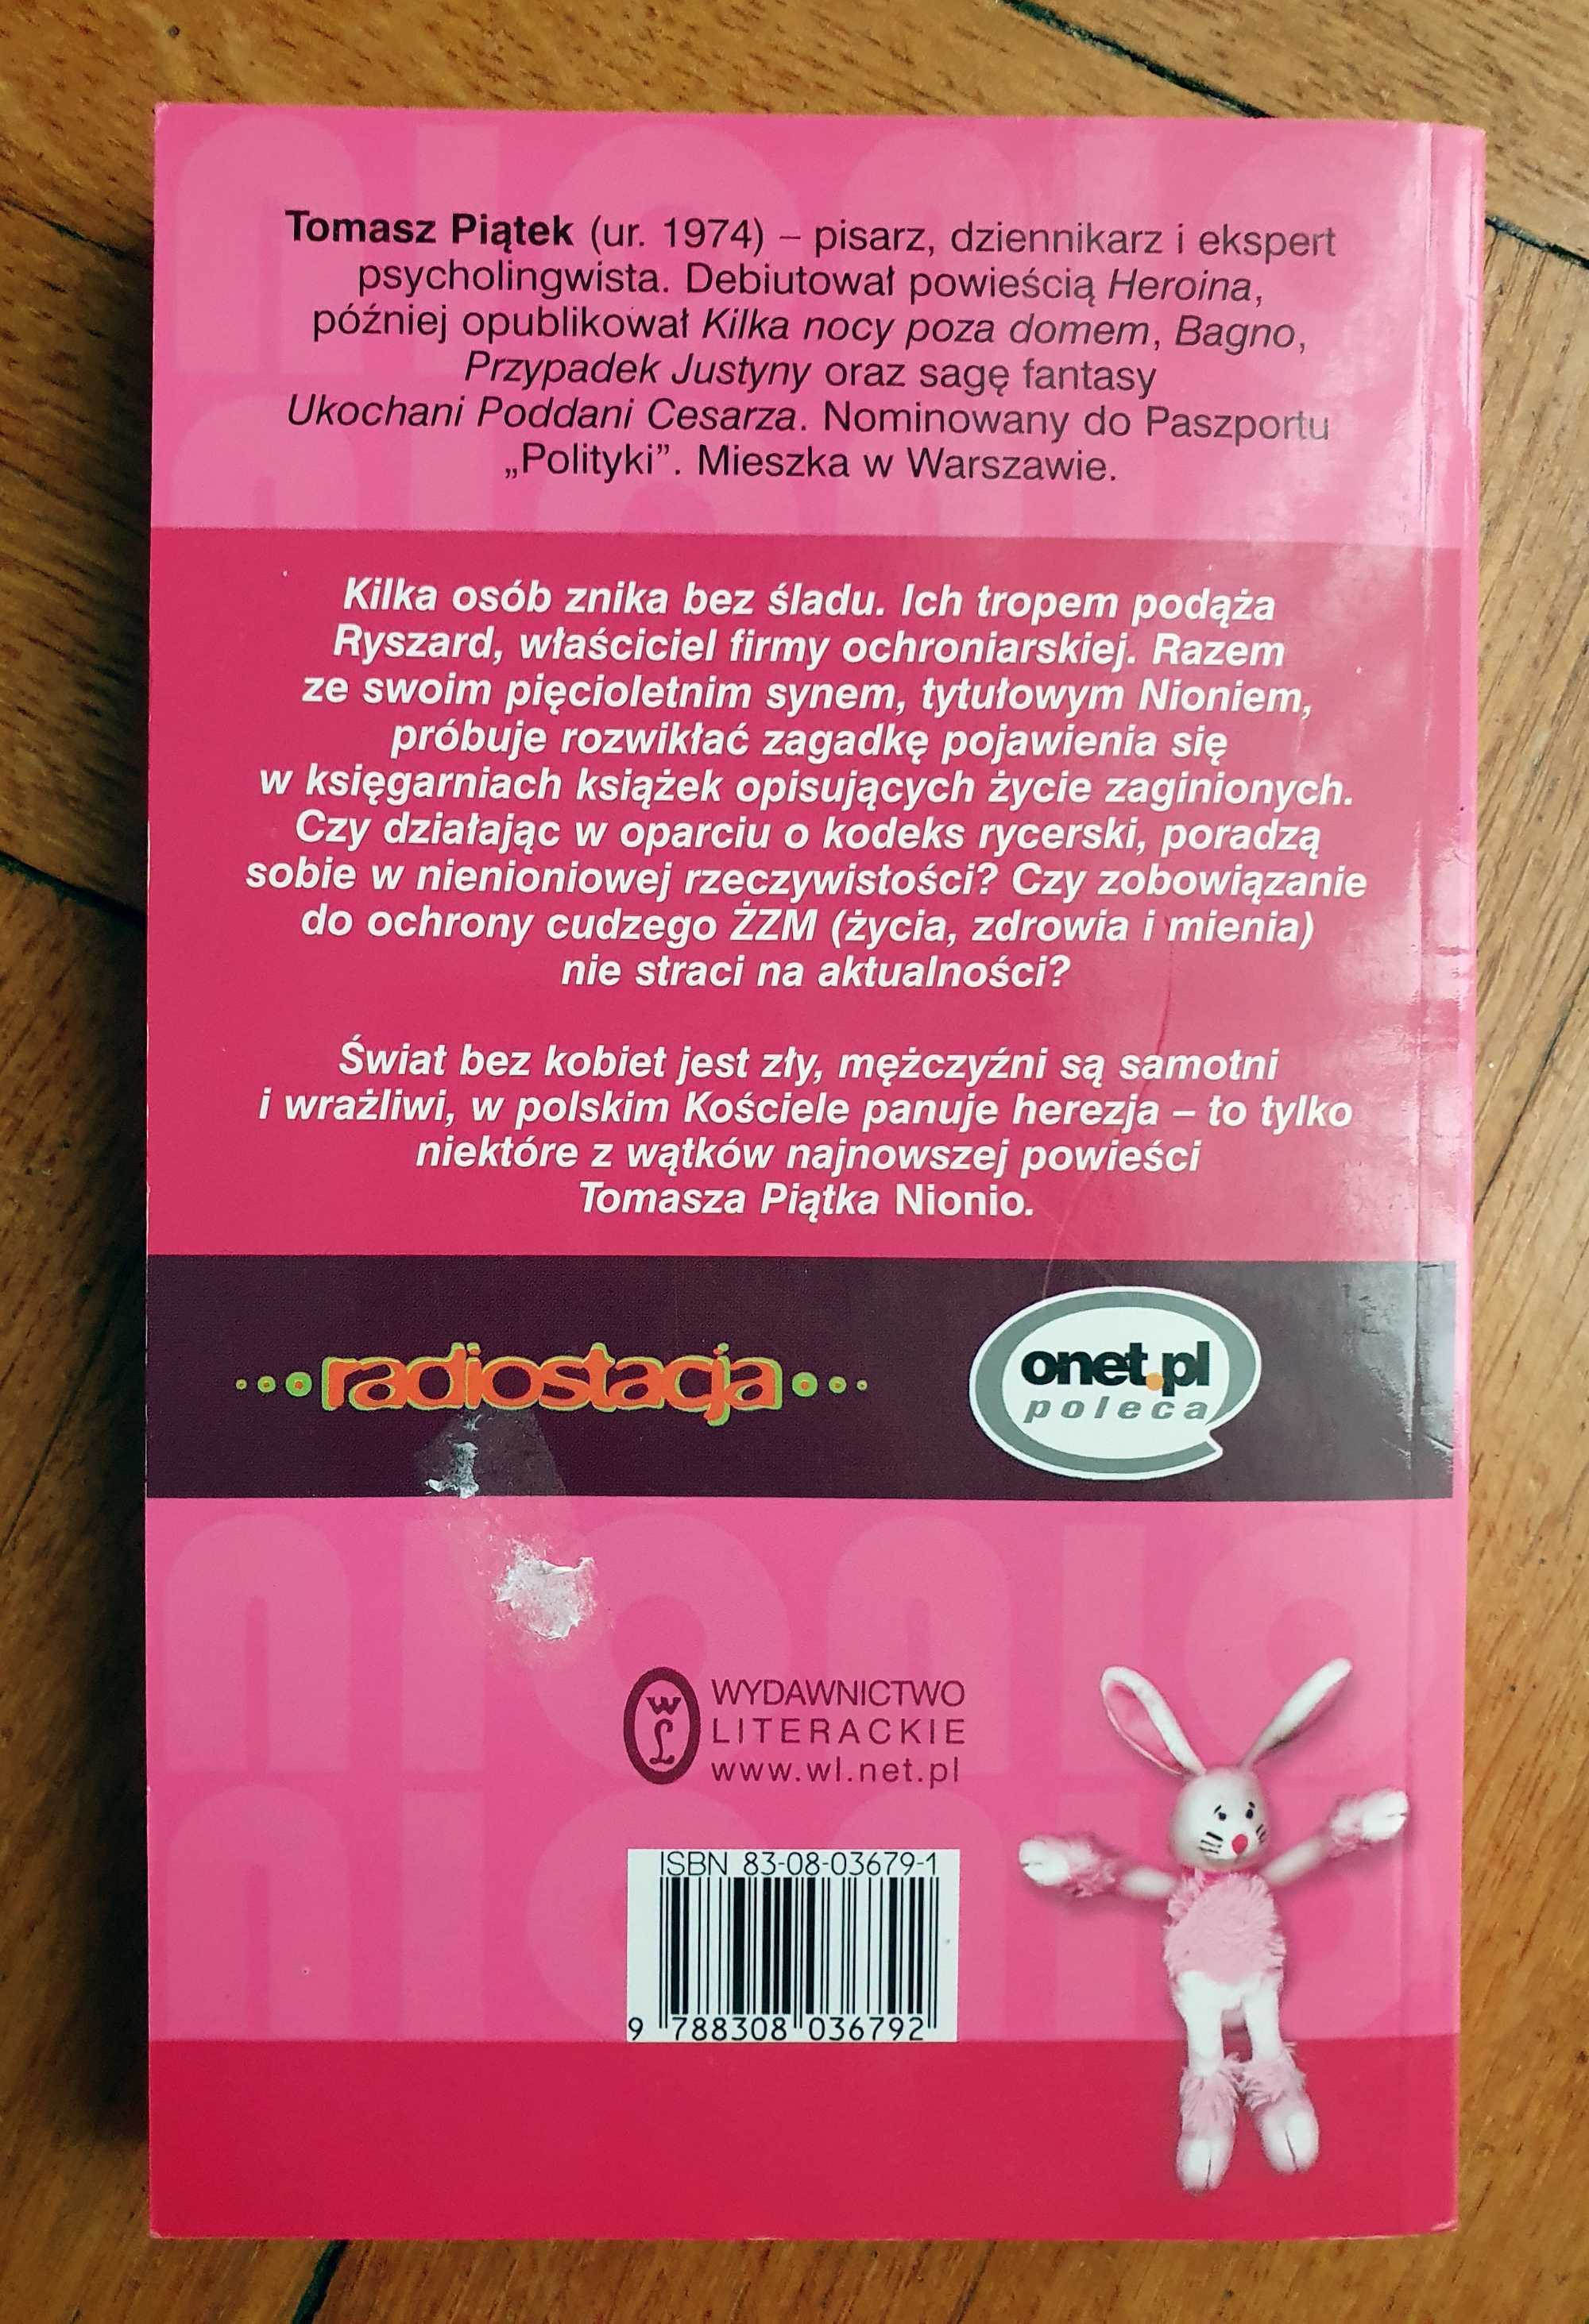 Tomasz Piątek (ur. 1974) – pisarz, dziennikarz i ekspert
psycholingwista. Debiutował powieścią Heroina,
później opublikował Kilka nocy poza domem, Bagno,
Przypadek Justyny oraz sagę fantasy
Ukochani Poddani Cesarza. Nominowany do Paszportu
„Polityki”. Mieszka w Warszawie.
Kilka osób znika bez śladu. Ich tropem podąża
Ryszard, właściciel firmy ochroniarskiej. Razem
ze swoim pięcioletnim synem, tytułowym Nioniem,
próbuje rozwikłać zagadkę pojawienia się
w księgarniach książek opisujących życie zaginionych.
Czy działając w oparciu o kodeks rycerski, poradzą
sobie w nienioniowej rzeczywistości? Czy zobowiązanie
do ochrony cudzego ŻZM (życia, zdrowia i mienia)
nie straci na aktualności?
Świat bez kobiet jest zły, mężczyźni są samotni
i wrażliwi, w polskim Kościele panuje herezja – to tylko
niektóre z wątków najnowszej powieści
Tomasza Piątka Nionio.
radiostacja
onet.pl
poleca
nionio
WL
WYDAWNICTWO
LITERACKIE
www.wl.net.pl
ISBN 83-08-03679-1
9 788308 036792